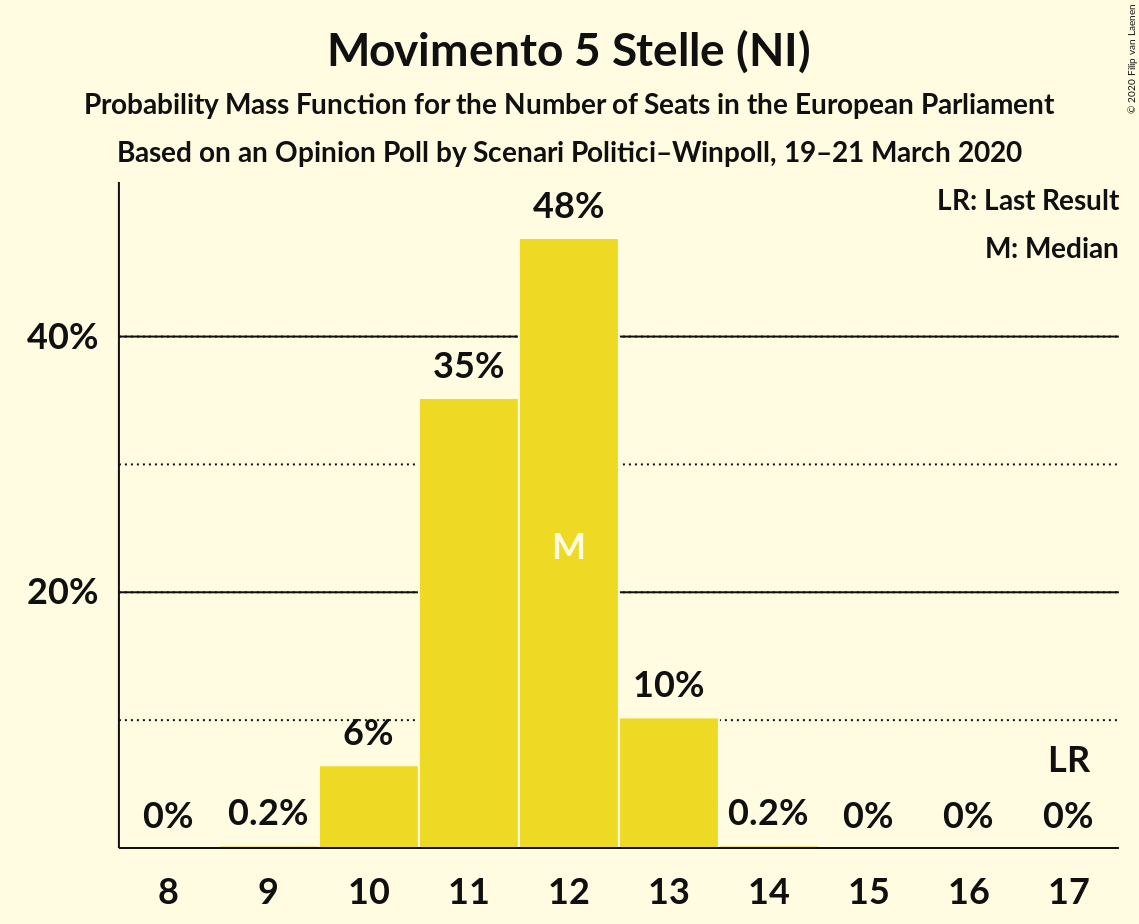 Movimento 5 Stelle (NI)
Probability Mass Function for the Number of Seats in the European Parliament
Based on an Opinion Poll by Scenari Politici–Winpoll, 19–21 March 2020
© 2020 Filip van Laenen
LR: Last Result
M: Median
48%
40%
35%
M
20%
10%
6%
LR
0%
0.2%
0.2%
0%
0%
0%
8 9 10 11 12 13 14 15 16 17